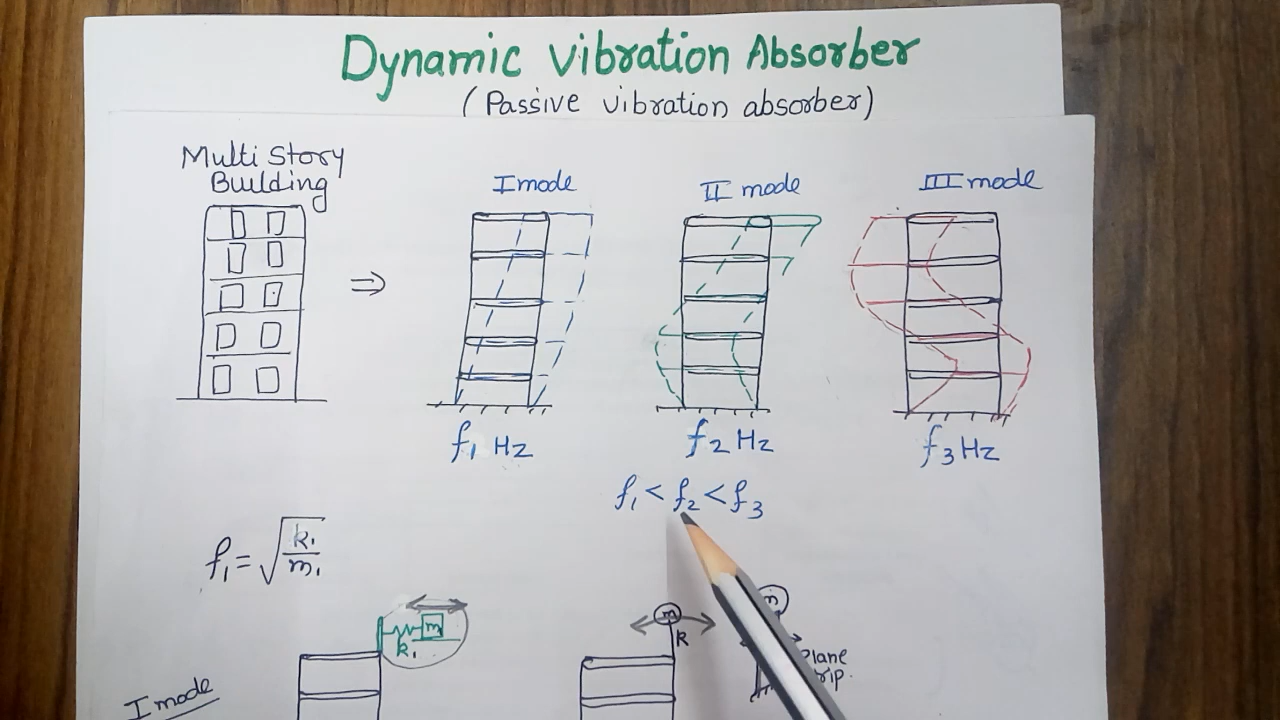 Dynamic Vibration Absorber
(Passive vibration absorber)
Multi Story
Building
I mode
II mode
III mode
⇒
f₁ Hz
f₂ Hz
f₃ Hz
f₁ < f₂ < f₃
f₁ = √(k₁/m₁)
m
k₁
m
k
m
Plane
I mode